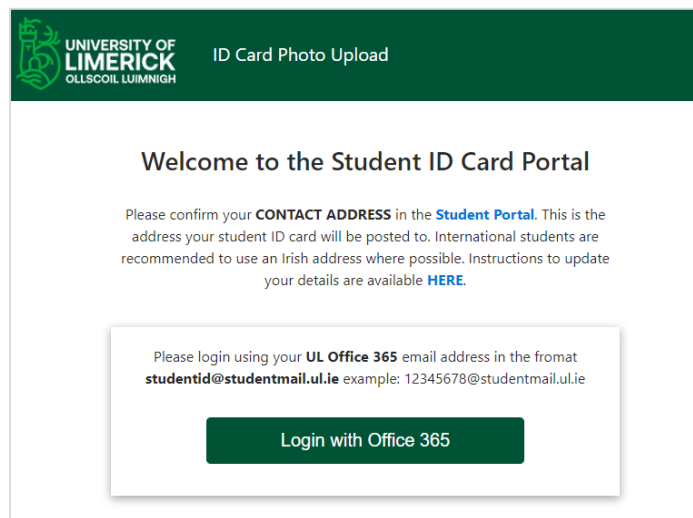 UNIVERSITY OF
LIMERICK
OLLSCOIL LUIMNIGH
ID Card Photo Upload
Welcome to the Student ID Card Portal
Please confirm your CONTACT ADDRESS in the Student Portal. This is the
address your student ID card will be posted to. International students are
recommended to use an Irish address where possible. Instructions to update
your details are available HERE.
Please login using your UL Office 365 email address in the fromat
studentid@studentmail.ul.ie example: 12345678@studentmail.ul.ie
Login with Office 365